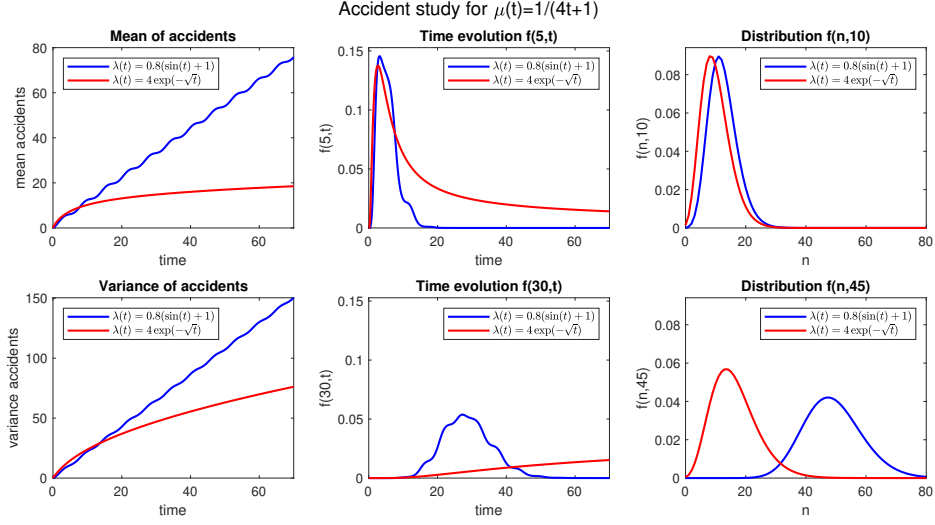 Accident study for μ(t)=1/(4t+1)
Mean of accidents
mean accidents
80
60
40
20
0
λ(t) = 0.8(sin(t) + 1)
λ(t) = 4 exp(−√t)
0 20 40 60
time
Time evolution f(5,t)
f(5,t)
0.15
0.1
0.05
0
λ(t) = 0.8(sin(t) + 1)
λ(t) = 4 exp(−√t)
0 20 40 60
time
Distribution f(n,10)
f(n,10)
0.08
0.06
0.04
0.02
0
λ(t) = 0.8(sin(t) + 1)
λ(t) = 4 exp(−√t)
0 20 40 60 80
n
Variance of accidents
variance accidents
150
100
50
0
λ(t) = 0.8(sin(t) + 1)
λ(t) = 4 exp(−√t)
0 20 40 60
time
Time evolution f(30,t)
f(30,t)
0.15
0.1
0.05
0
λ(t) = 0.8(sin(t) + 1)
λ(t) = 4 exp(−√t)
0 20 40 60
time
Distribution f(n,45)
f(n,45)
0.08
0.06
0.04
0.02
0
λ(t) = 0.8(sin(t) + 1)
λ(t) = 4 exp(−√t)
0 20 40 60 80
n